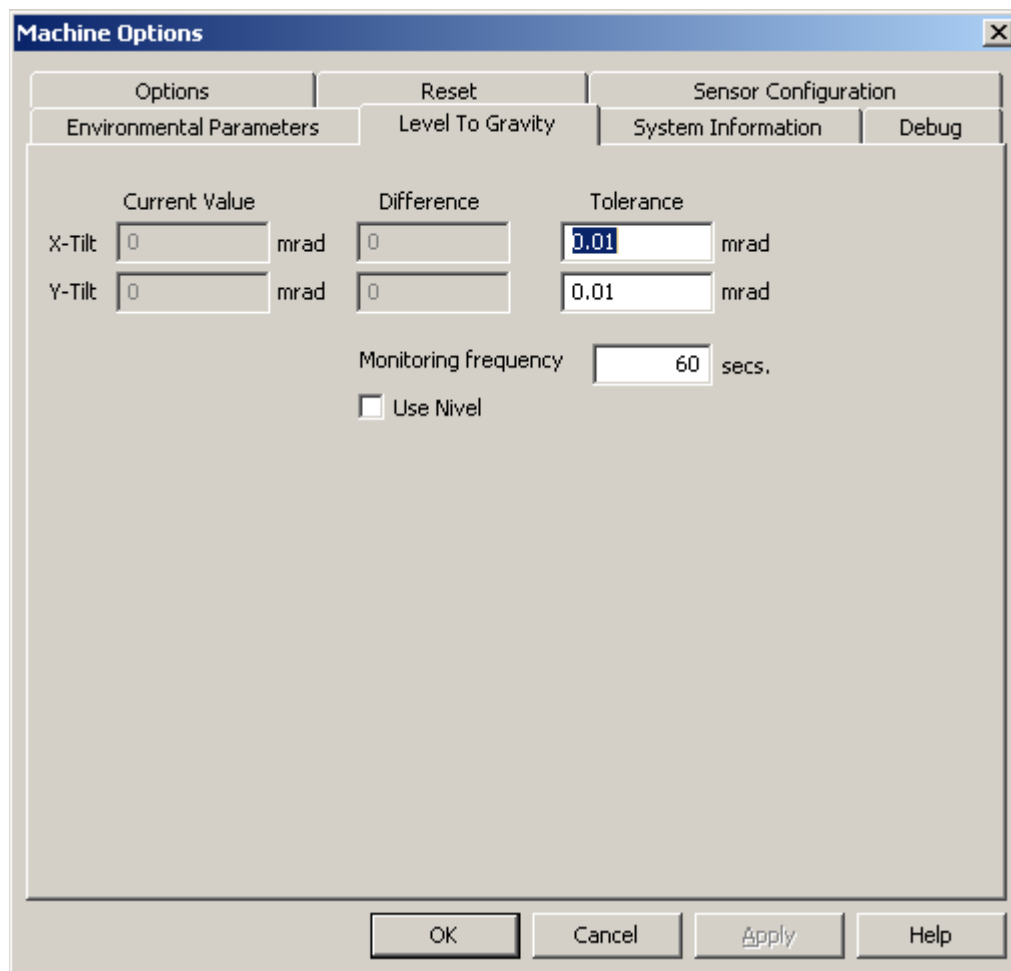 Machine Options
Options Reset Sensor Configuration
Environmental Parameters Level To Gravity System Information Debug
Current Value Difference Tolerance
X-Tilt 0 mrad 0 0.01 mrad
Y-Tilt 0 mrad 0 0.01 mrad
Monitoring frequency 60 secs.
Use Nivel
OK Cancel Apply Help